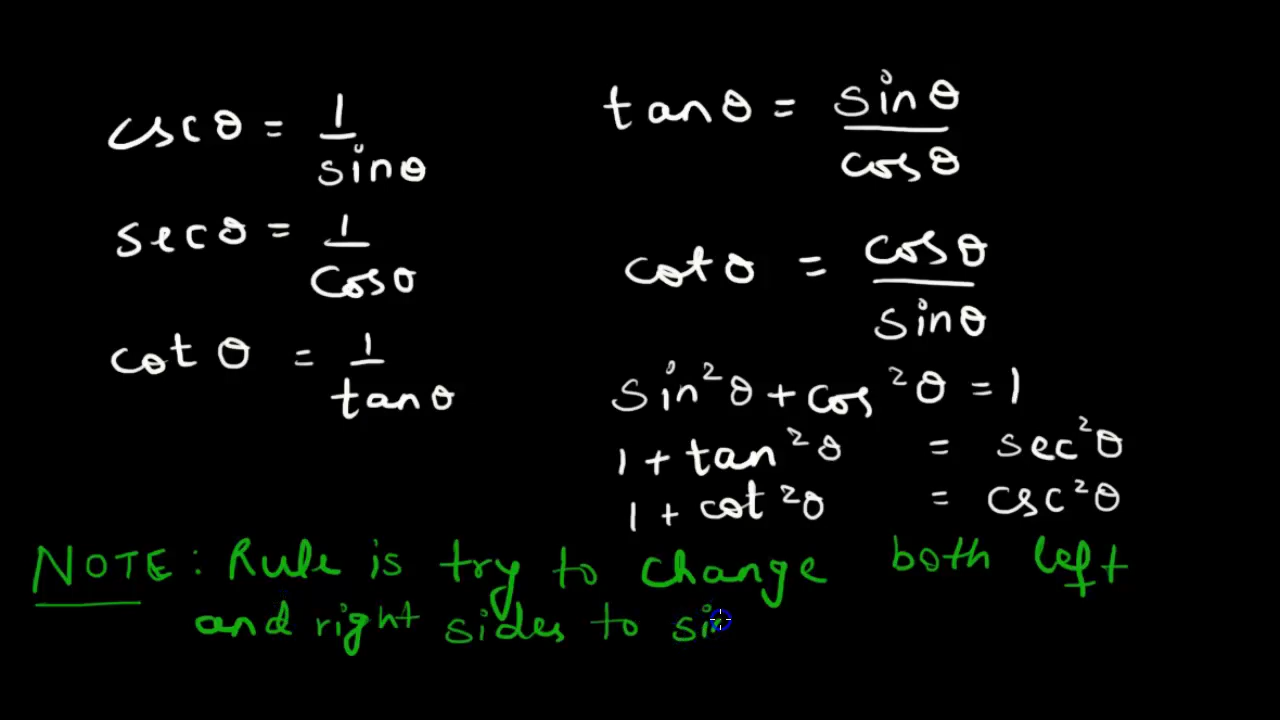 cscθ = 1/sinθ
secθ = 1/cosθ
cotθ = 1/tanθ
tanθ = sinθ/cosθ
cotθ = cosθ/sinθ
sin²θ + cos²θ = 1
1 + tan²θ = sec²θ
1 + cot²θ = csc²θ
NOTE: Rule is try to change both left
and right sides to sin